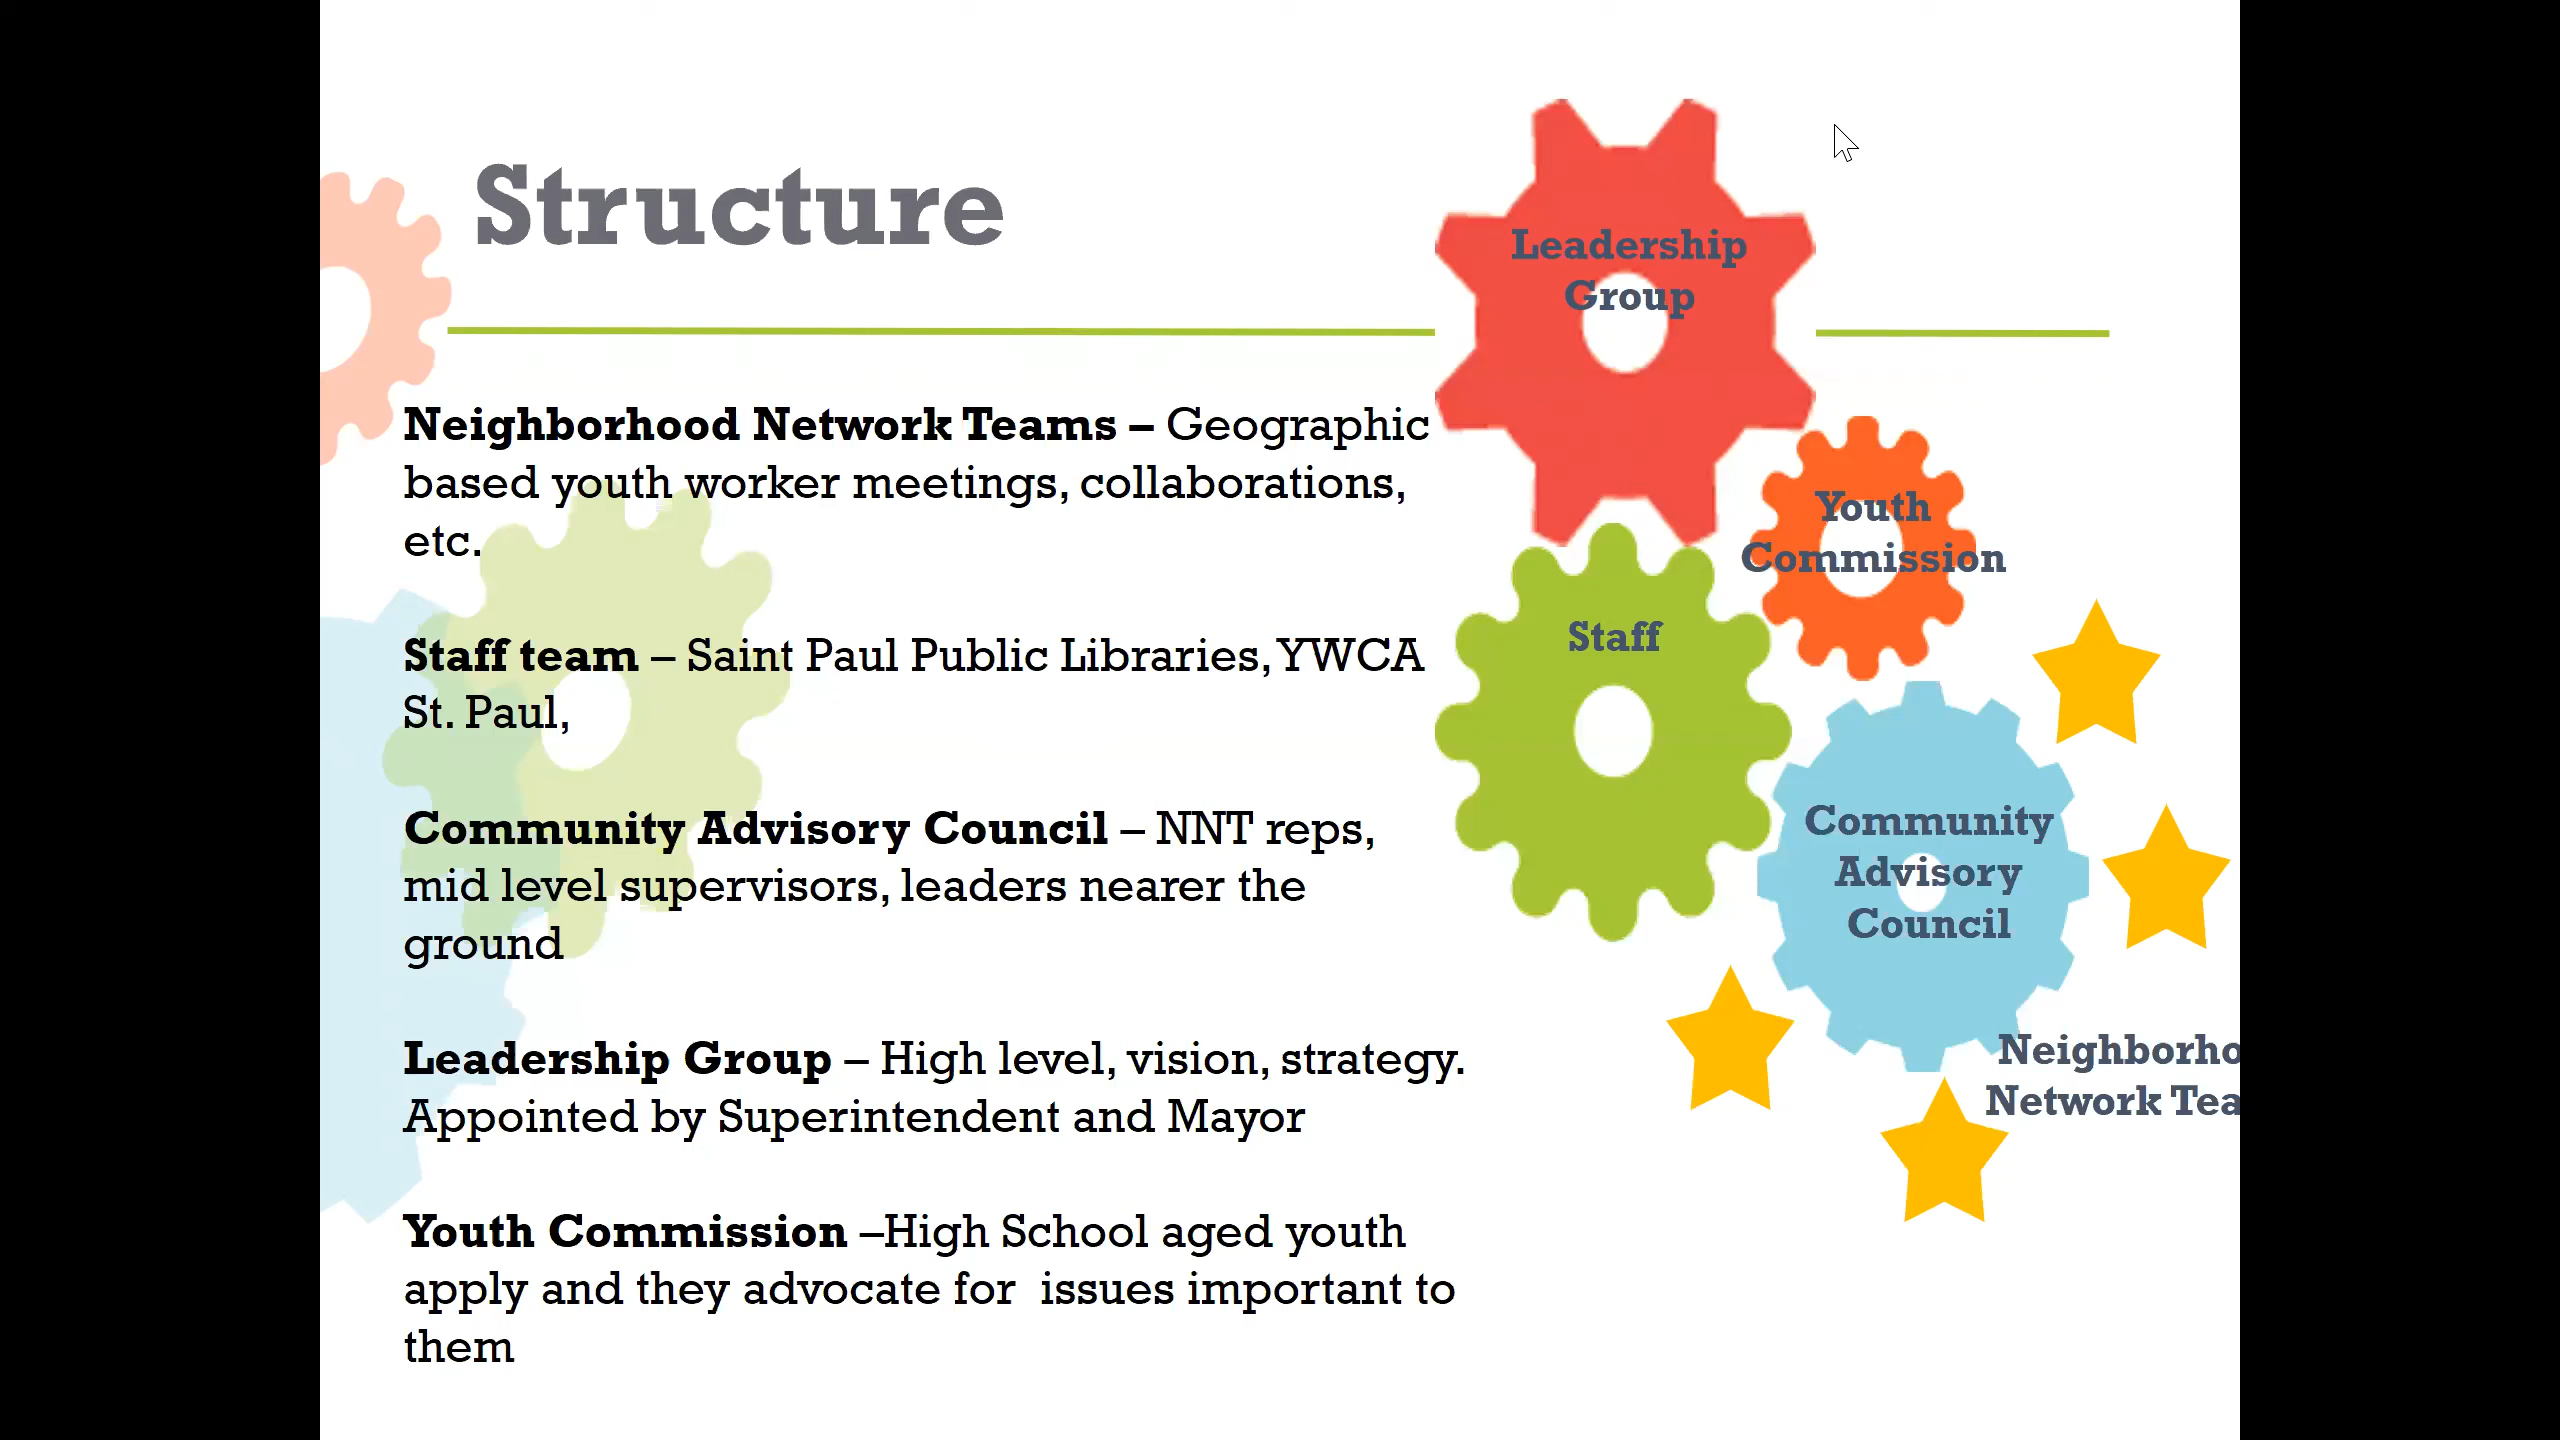 Structure
Neighborhood Network Teams – Geographic
based youth worker meetings, collaborations,
etc.
Staff team – Saint Paul Public Libraries, YWCA
St. Paul,
Community Advisory Council – NNT reps,
mid level supervisors, leaders nearer the
ground
Leadership Group – High level, vision, strategy.
Appointed by Superintendent and Mayor
Youth Commission –High School aged youth
apply and they advocate for  issues important to
them
Leadership
Group
Youth
Commission
Staff
Community
Advisory
Council
Neighborho
Network Tea